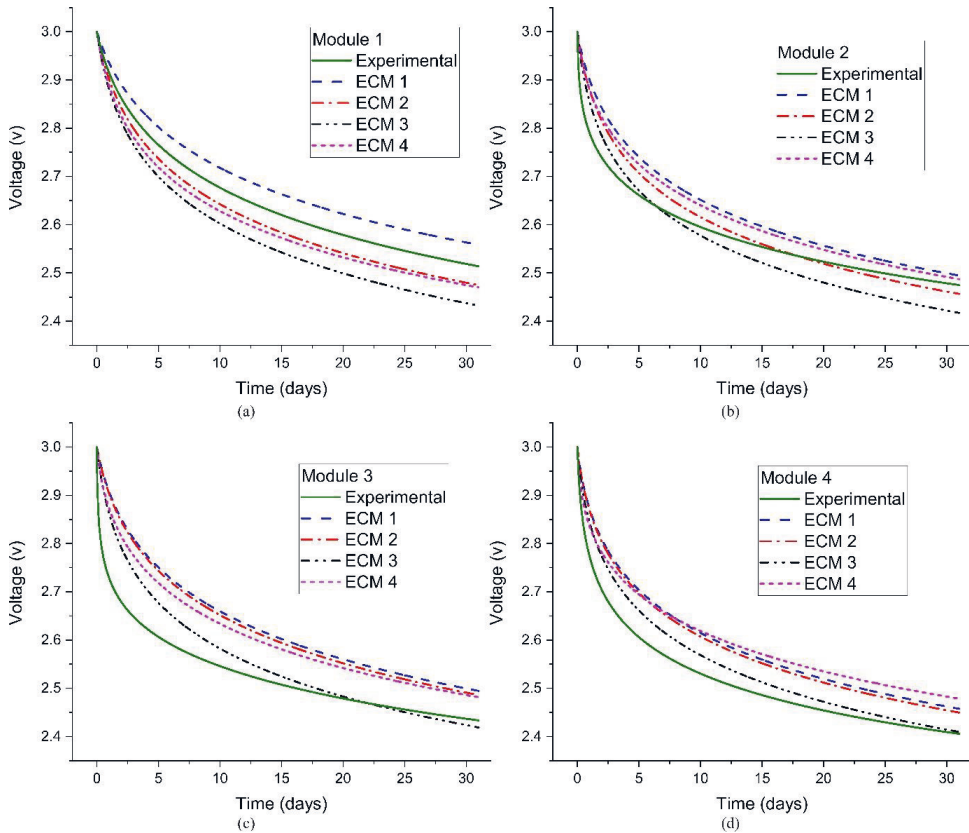 Module 1
Experimental
ECM 1
ECM 2
ECM 3
ECM 4
3.0
2.9
2.8
2.7
2.6
2.5
2.4
Voltage (v)
0 5 10 15 20 25 30
Time (days)
(a)
Module 2
Experimental
ECM 1
ECM 2
ECM 3
ECM 4
3.0
2.9
2.8
2.7
2.6
2.5
2.4
Voltage (v)
0 5 10 15 20 25 30
Time (days)
(b)
Module 3
Experimental
ECM 1
ECM 2
ECM 3
ECM 4
3.0
2.9
2.8
2.7
2.6
2.5
2.4
Voltage (v)
0 5 10 15 20 25 30
Time (days)
(c)
Module 4
Experimental
ECM 1
ECM 2
ECM 3
ECM 4
3.0
2.9
2.8
2.7
2.6
2.5
2.4
Voltage (v)
0 5 10 15 20 25 30
Time (days)
(d)